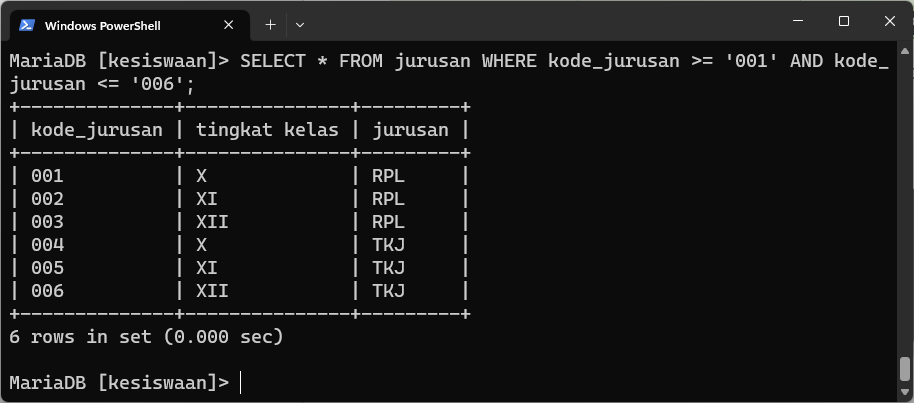 Windows PowerShell
MariaDB [kesiswaan]> SELECT * FROM jurusan WHERE kode_jurusan >= '001' AND kode_
jurusan <= '006';
+--------------+---------------+---------+
| kode_jurusan | tingkat kelas | jurusan |
+--------------+---------------+---------+
| 001          | X             | RPL     |
| 002          | XI            | RPL     |
| 003          | XII           | RPL     |
| 004          | X             | TKJ     |
| 005          | XI            | TKJ     |
| 006          | XII           | TKJ     |
+--------------+---------------+---------+
6 rows in set (0.000 sec)
MariaDB [kesiswaan]>